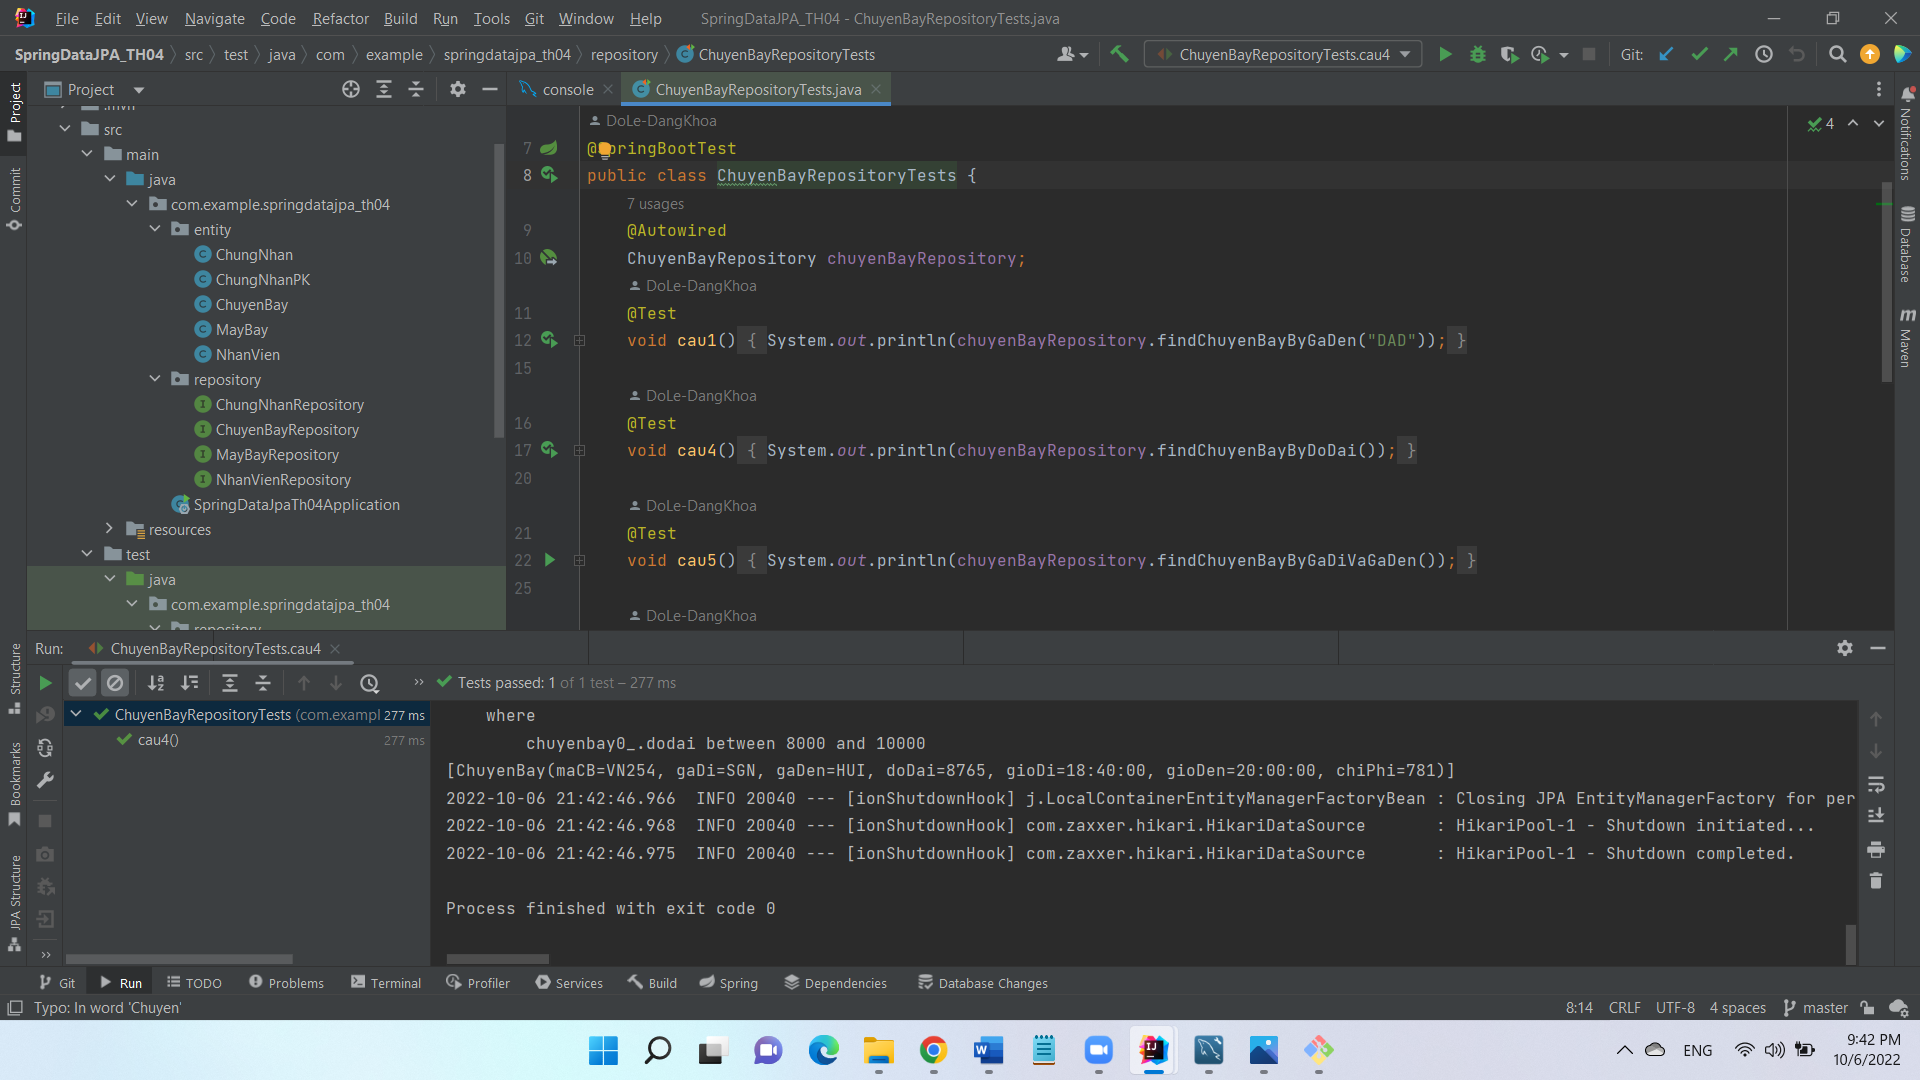 File Edit View Navigate Code Refactor Build Run Tools Git Window Help SpringDataJPA_TH04 - ChuyenBayRepositoryTests.java
SpringDataJPA_TH04 src test java com example springdatajpa_th04 repository ChuyenBayRepositoryTests ChuyenBayRepositoryTests.cau4 Git:
Project
console
ChuyenBayRepositoryTests.java
Project
Commit
Structure
Bookmarks
JPA Structure
src
main
java
com.example.springdatajpa_th04
entity
ChungNhan
ChungNhanPK
ChuyenBay
MayBay
NhanVien
repository
ChungNhanRepository
ChuyenBayRepository
MayBayRepository
NhanVienRepository
SpringDataJpaTh04Application
resources
test
java
com.example.springdatajpa_th04
repository
DoLe-DangKhoa
4
7 @SpringBootTest
8 public class ChuyenBayRepositoryTests {
7 usages
9 @Autowired
10 ChuyenBayRepository chuyenBayRepository;
DoLe-DangKhoa
11 @Test
12 void cau1() { System.out.println(chuyenBayRepository.findChuyenBayByGaDen("DAD")); }
15
DoLe-DangKhoa
16 @Test
17 void cau4() { System.out.println(chuyenBayRepository.findChuyenBayByDoDai()); }
20
DoLe-DangKhoa
21 @Test
22 void cau5() { System.out.println(chuyenBayRepository.findChuyenBayByGaDiVaGaDen()); }
25
DoLe-DangKhoa
Notifications
Database
Maven
Run: ChuyenBayRepositoryTests.cau4
Tests passed: 1 of 1 test – 277 ms
ChuyenBayRepositoryTests (com.exampl 277 ms
cau4() 277 ms
where
chuyenbay0_.dodai between 8000 and 10000
[ChuyenBay(maCB=VN254, gaDi=SGN, gaDen=HUI, doDai=8765, gioDi=18:40:00, gioDen=20:00:00, chiPhi=781)]
2022-10-06 21:42:46.966 INFO 20040 --- [ionShutdownHook] j.LocalContainerEntityManagerFactoryBean : Closing JPA EntityManagerFactory for per
2022-10-06 21:42:46.968 INFO 20040 --- [ionShutdownHook] com.zaxxer.hikari.HikariDataSource : HikariPool-1 - Shutdown initiated...
2022-10-06 21:42:46.975 INFO 20040 --- [ionShutdownHook] com.zaxxer.hikari.HikariDataSource : HikariPool-1 - Shutdown completed.
Process finished with exit code 0
Git Run TODO Problems Terminal Profiler Services Build Spring Dependencies Database Changes
Typo: In word 'Chuyen' 8:14 CRLF UTF-8 4 spaces master
ENG 9:42 PM
10/6/2022